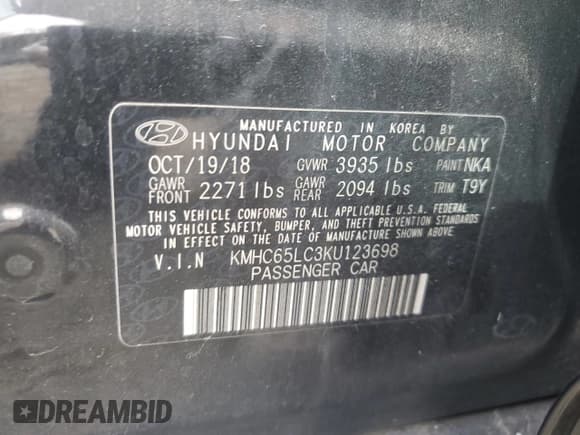 MANUFACTURED IN KOREA BY
HYUNDAI MOTOR COMPANY
OCT/19/18 GVWR 3935 lbs PAINT NKA
GAWR FRONT 2271 lbs GAWR REAR 2094 lbs TRIM T9Y
THIS VEHICLE CONFORMS TO ALL APPLICABLE U.S.A. FEDERAL
MOTOR VEHICLE SAFETY, BUMPER, AND THEFT PREVENTION STANDARDS
IN EFFECT ON THE DATE OF MANUFACTURE SHOWN ABOVE.
V.I.N KMHC65LC3KU123698
PASSENGER CAR
DREAMBID